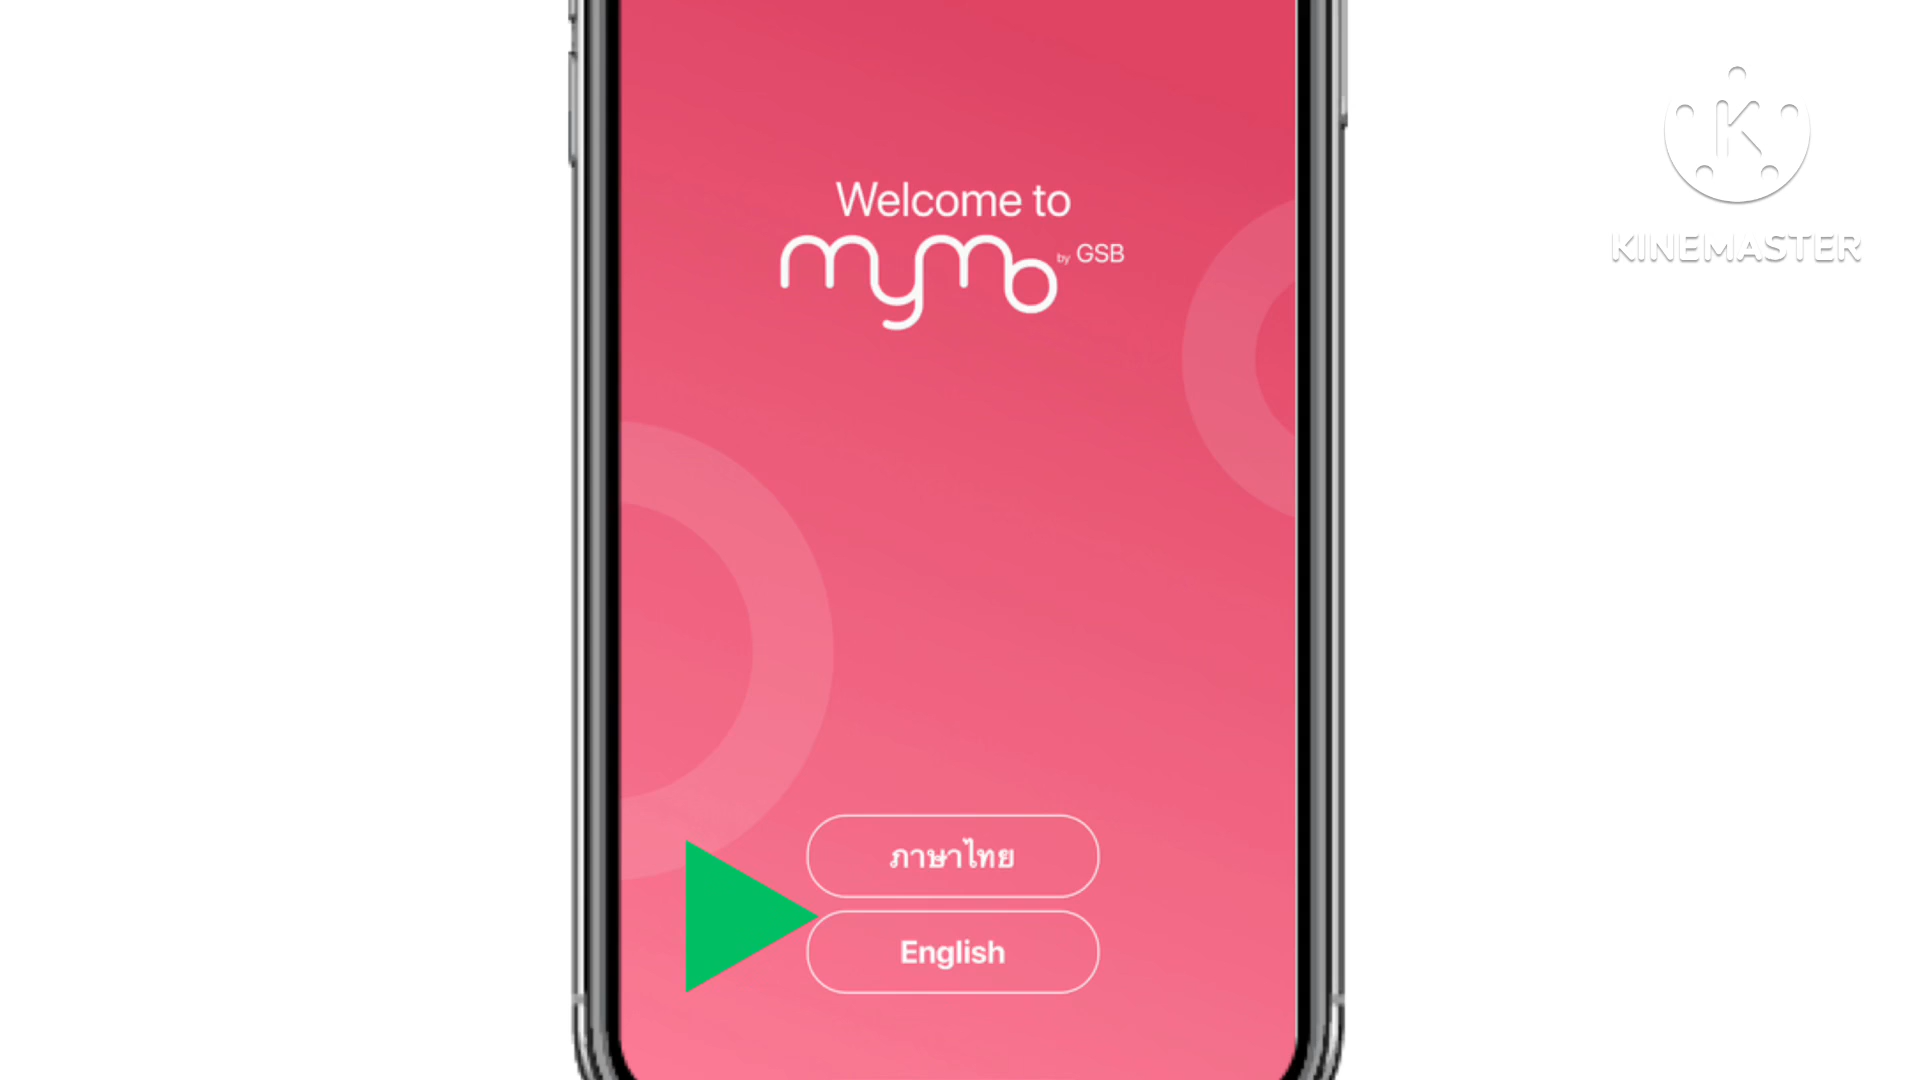 Welcome to
mymo by GSB
ภาษาไทย
English
K
KINEMASTER